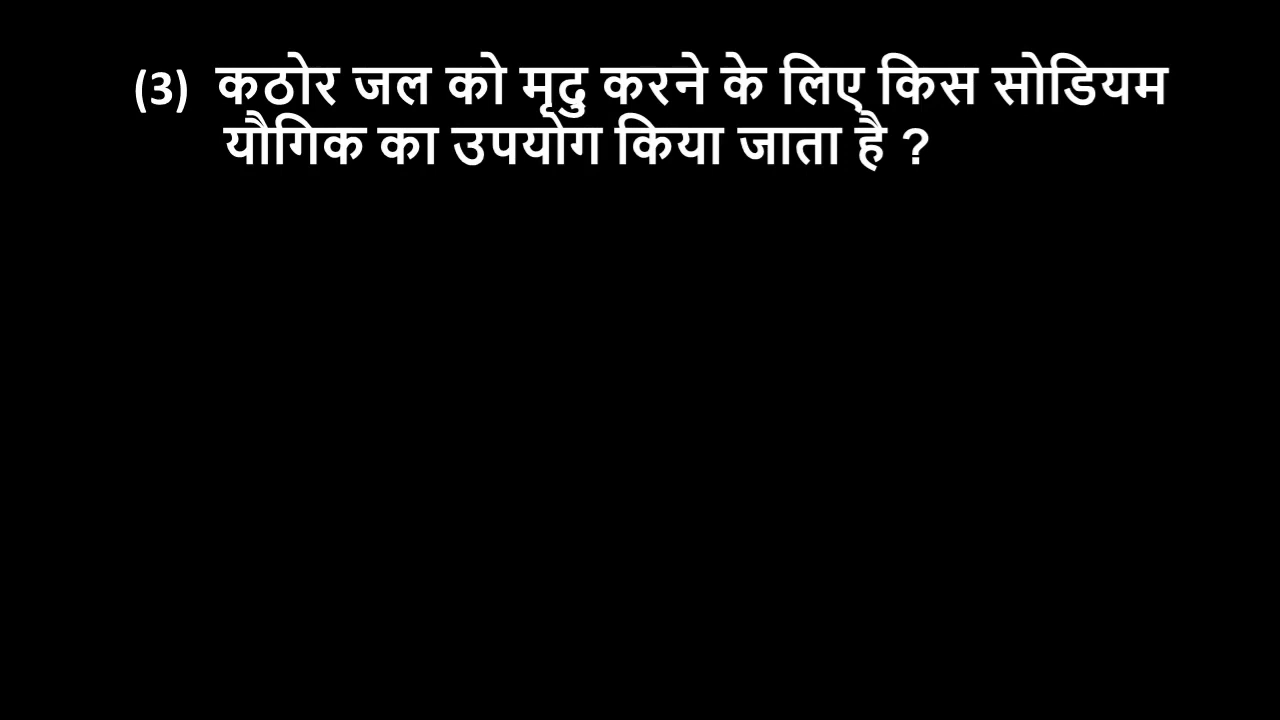 (3) कठोर जल को मृदु करने के लिए किस सोडियम
यौगिक का उपयोग किया जाता है ?